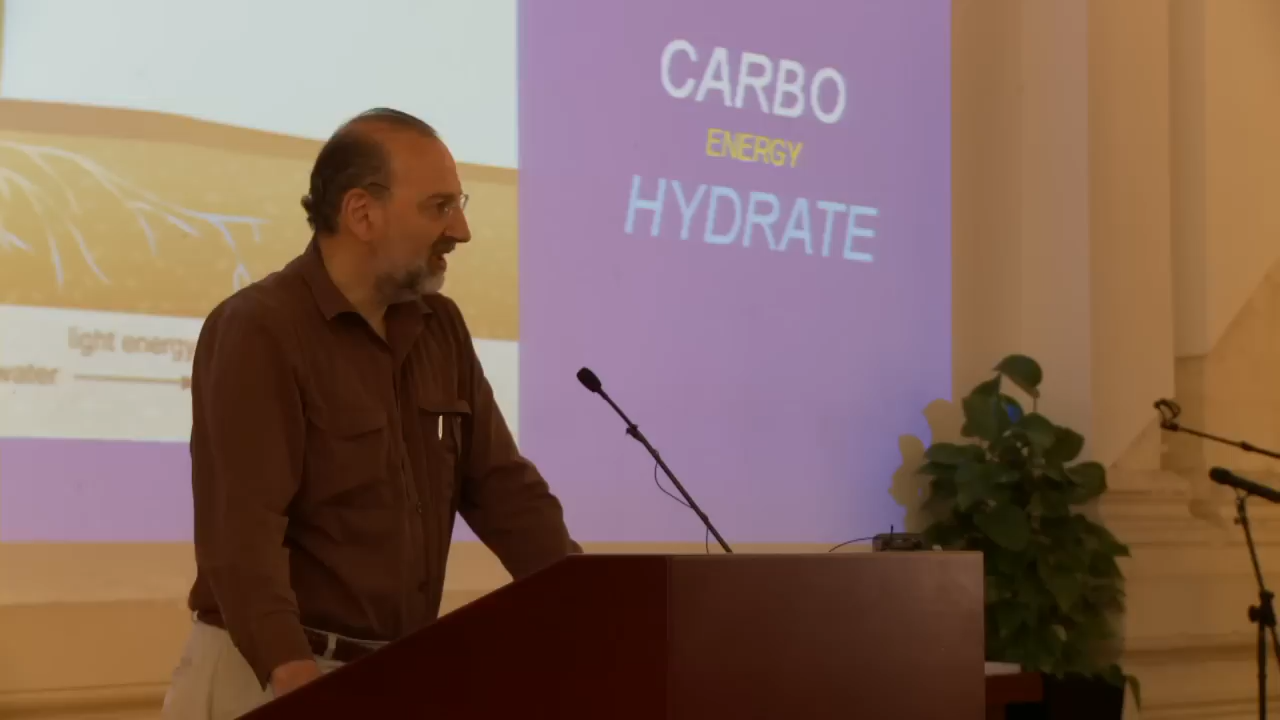 CARBO
ENERGY
HYDRATE
light energy
water